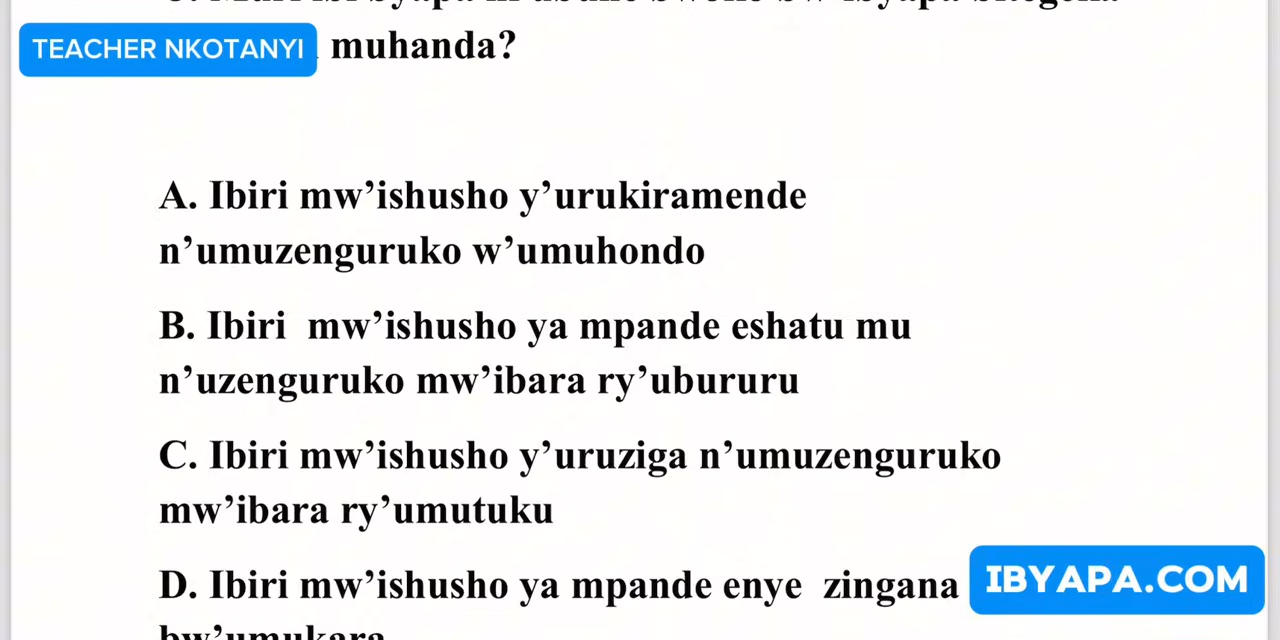 TEACHER NKOTANYI muhanda?
A. Ibiri mw’ishusho y’urukiramende
n’umuzenguruko w’umuhondo
B. Ibiri mw’ishusho ya mpande eshatu mu
n’uzenguruko mw’ibara ry’ubururu
C. Ibiri mw’ishusho y’uruziga n’umuzenguruko
mw’ibara ry’umutuku
D. Ibiri mw’ishusho ya mpande enye zingana
IBYAPA.COM
bw’umukara